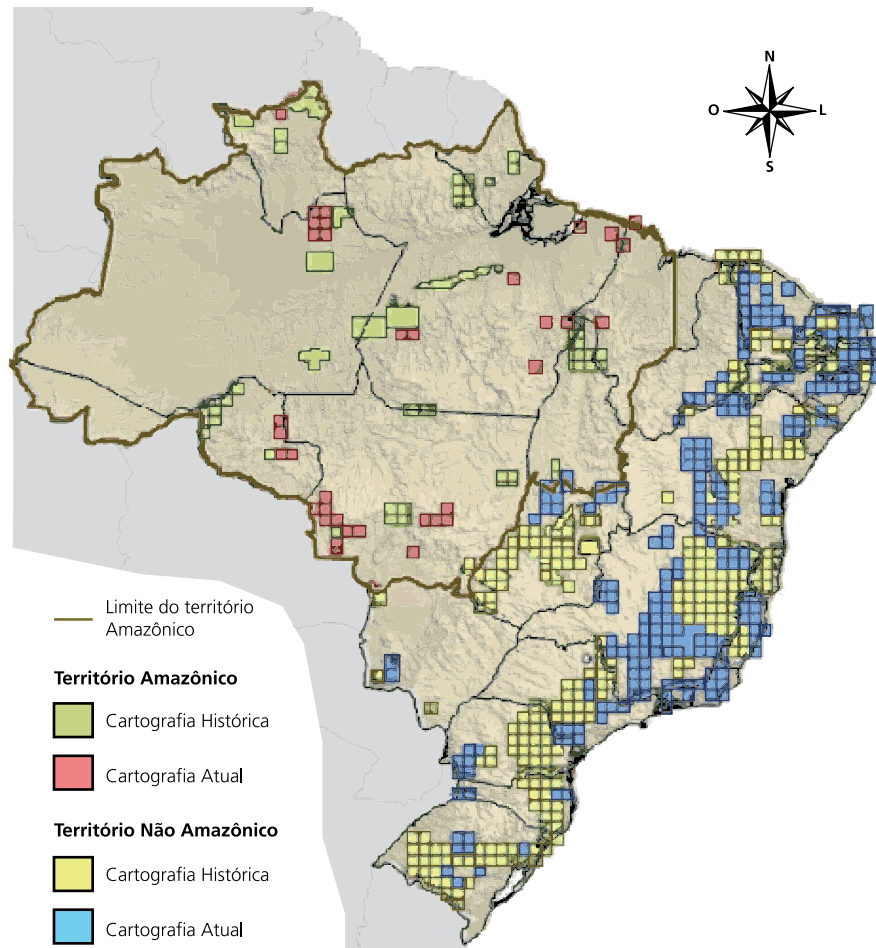 N
O
L
S
Limite do território
Amazônico
Território Amazônico
Cartografia Histórica
Cartografia Atual
Território Não Amazônico
Cartografia Histórica
Cartografia Atual